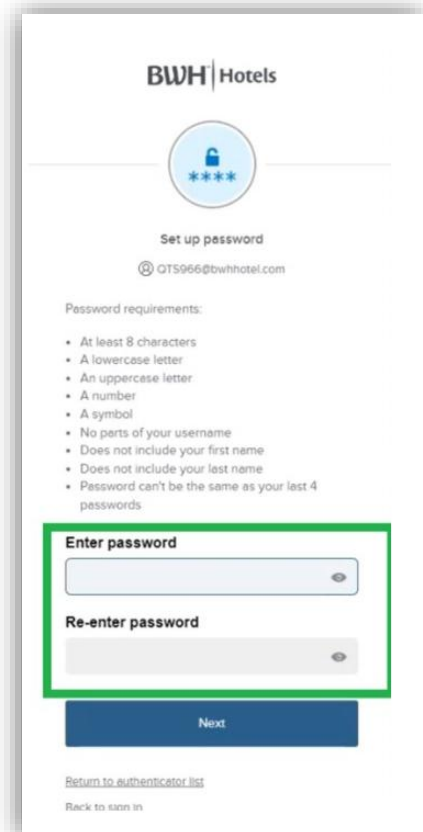 BWH Hotels
****
Set up password
QT5966@bwhhotel.com
Password requirements:
• At least 8 characters
• A lowercase letter
• An uppercase letter
• A number
• A symbol
• No parts of your username
• Does not include your first name
• Does not include your last name
• Password can't be the same as your last 4
passwords
Enter password
Re-enter password
Next
Return to authenticator list
Back to sign in